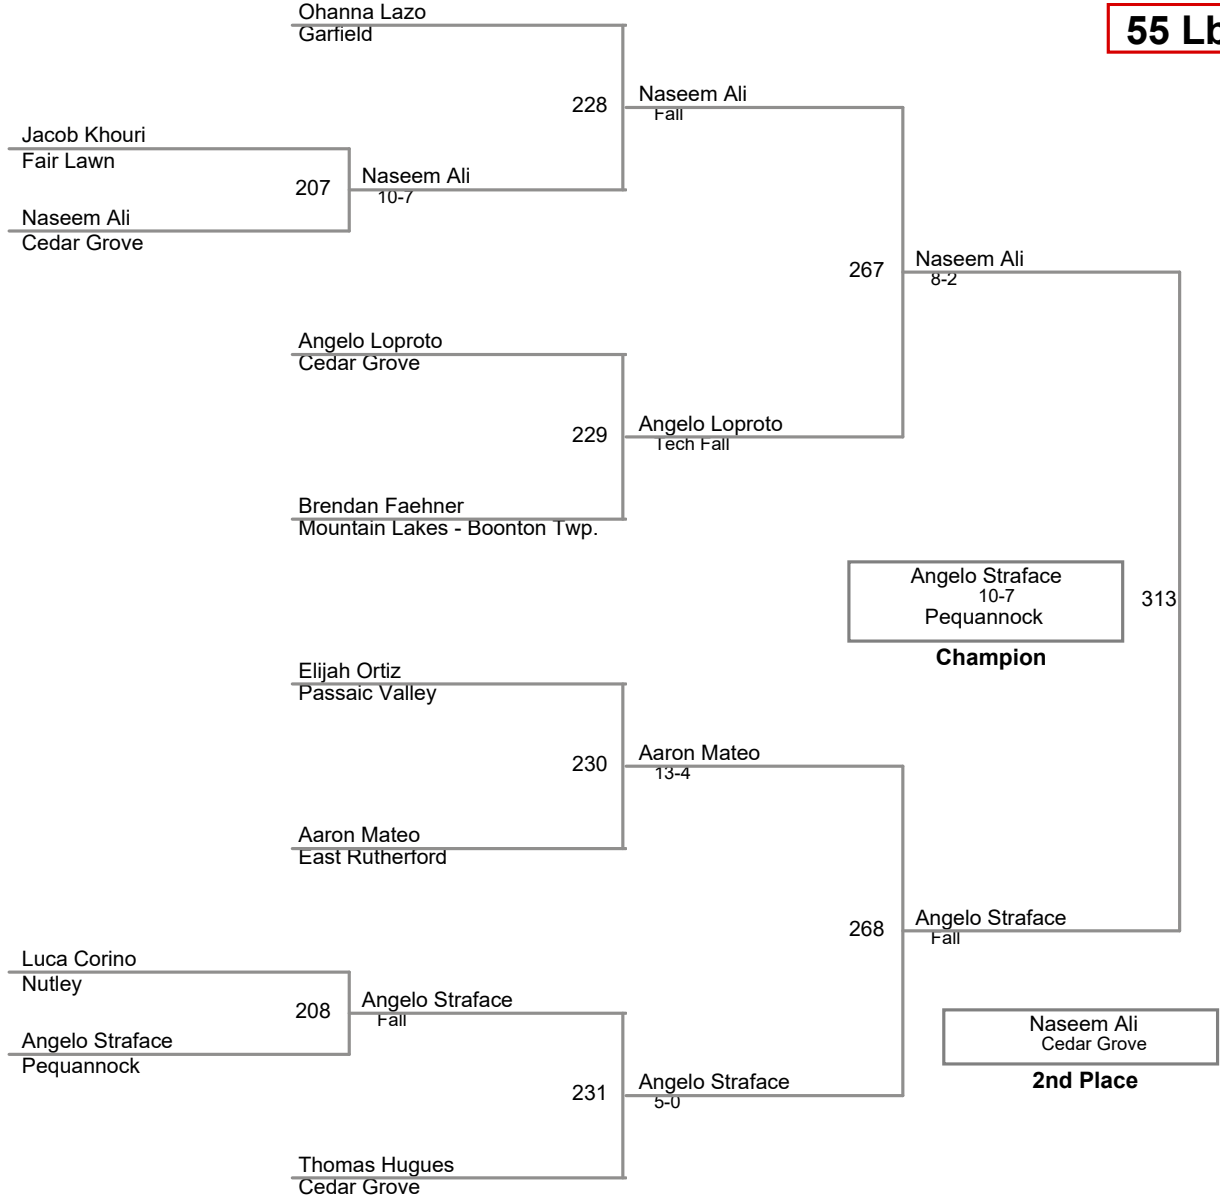 Ohanna Lazo
Garfield
55 Lb
228
Naseem Ali
Fall
Jacob Khouri
Fair Lawn
207
Naseem Ali
10-7
Naseem Ali
Cedar Grove
267
Naseem Ali
8-2
Angelo Loproto
Cedar Grove
229
Angelo Loproto
Tech Fall
Brendan Faehner
Mountain Lakes - Boonton Twp.
Angelo Straface
10-7
Pequannock
Champion
313
Elijah Ortiz
Passaic Valley
230
Aaron Mateo
13-4
Aaron Mateo
East Rutherford
268
Angelo Straface
Fall
Luca Corino
Nutley
208
Angelo Straface
Fall
Angelo Straface
Pequannock
Naseem Ali
Cedar Grove
2nd Place
231
Angelo Straface
5-0
Thomas Hugues
Cedar Grove